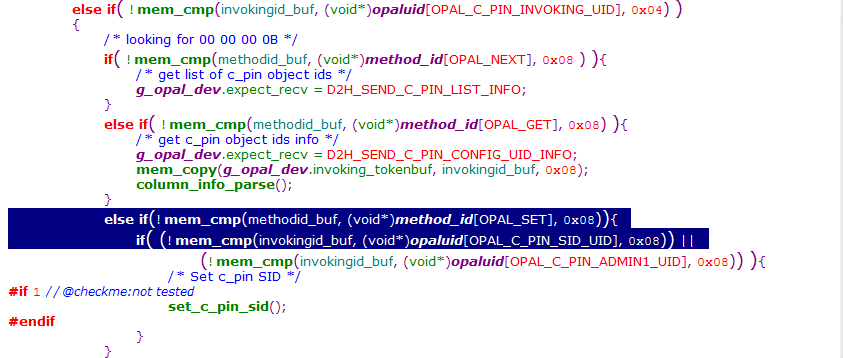 else if( !mem_cmp(invokingid_buf, (void*)opaluid[OPAL_C_PIN_INVOKING_UID], 0x04) )
{
/* looking for 00 00 00 0B */
if( !mem_cmp(methodid_buf, (void*)method_id[OPAL_NEXT], 0x08 ) ){
/* get list of c_pin object ids */
g_opal_dev.expect_recv = D2H_SEND_C_PIN_LIST_INFO;
}
else if( !mem_cmp(methodid_buf, (void*)method_id[OPAL_GET], 0x08) ){
/* get c_pin object ids info */
g_opal_dev.expect_recv = D2H_SEND_C_PIN_CONFIG_UID_INFO;
mem_copy(g_opal_dev.invoking_tokenbuf, invokingid_buf, 0x08);
column_info_parse();
}
else if(!mem_cmp(methodid_buf, (void*)method_id[OPAL_SET], 0x08)){
if( (!mem_cmp(invokingid_buf, (void*)opaluid[OPAL_C_PIN_SID_UID], 0x08)) ||
(!mem_cmp(invokingid_buf, (void*)opaluid[OPAL_C_PIN_ADMIN1_UID], 0x08)) ){
/* Set c_pin SID */
#if 1 // @checkme:not tested
set_c_pin_sid();
#endif
}
}